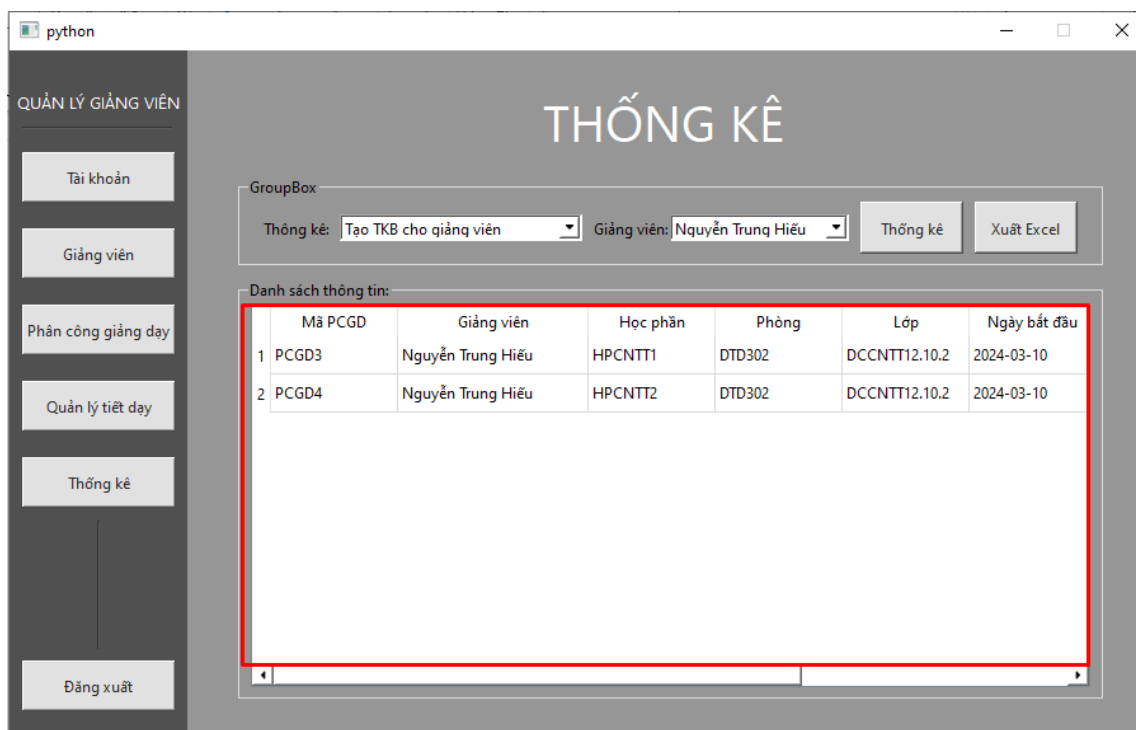 python
QUẢN LÝ GIẢNG VIÊN
Tài khoản
Giảng viên
Phân công giảng dạy
Quản lý tiết dạy
Thống kê
Đăng xuất
THỐNG KÊ
GroupBox
Thông kê: Tạo TKB cho giảng viên Giảng viên: Nguyễn Trung Hiếu Thống kê Xuất Excel
Danh sách thông tin:
Mã PCGD Giảng viên Học phần Phòng Lớp Ngày bắt đầu
1 PCGD3 Nguyễn Trung Hiếu HPCNTT1 DTD302 DCCNTT12.10.2 2024-03-10
2 PCGD4 Nguyễn Trung Hiếu HPCNTT2 DTD302 DCCNTT12.10.2 2024-03-10